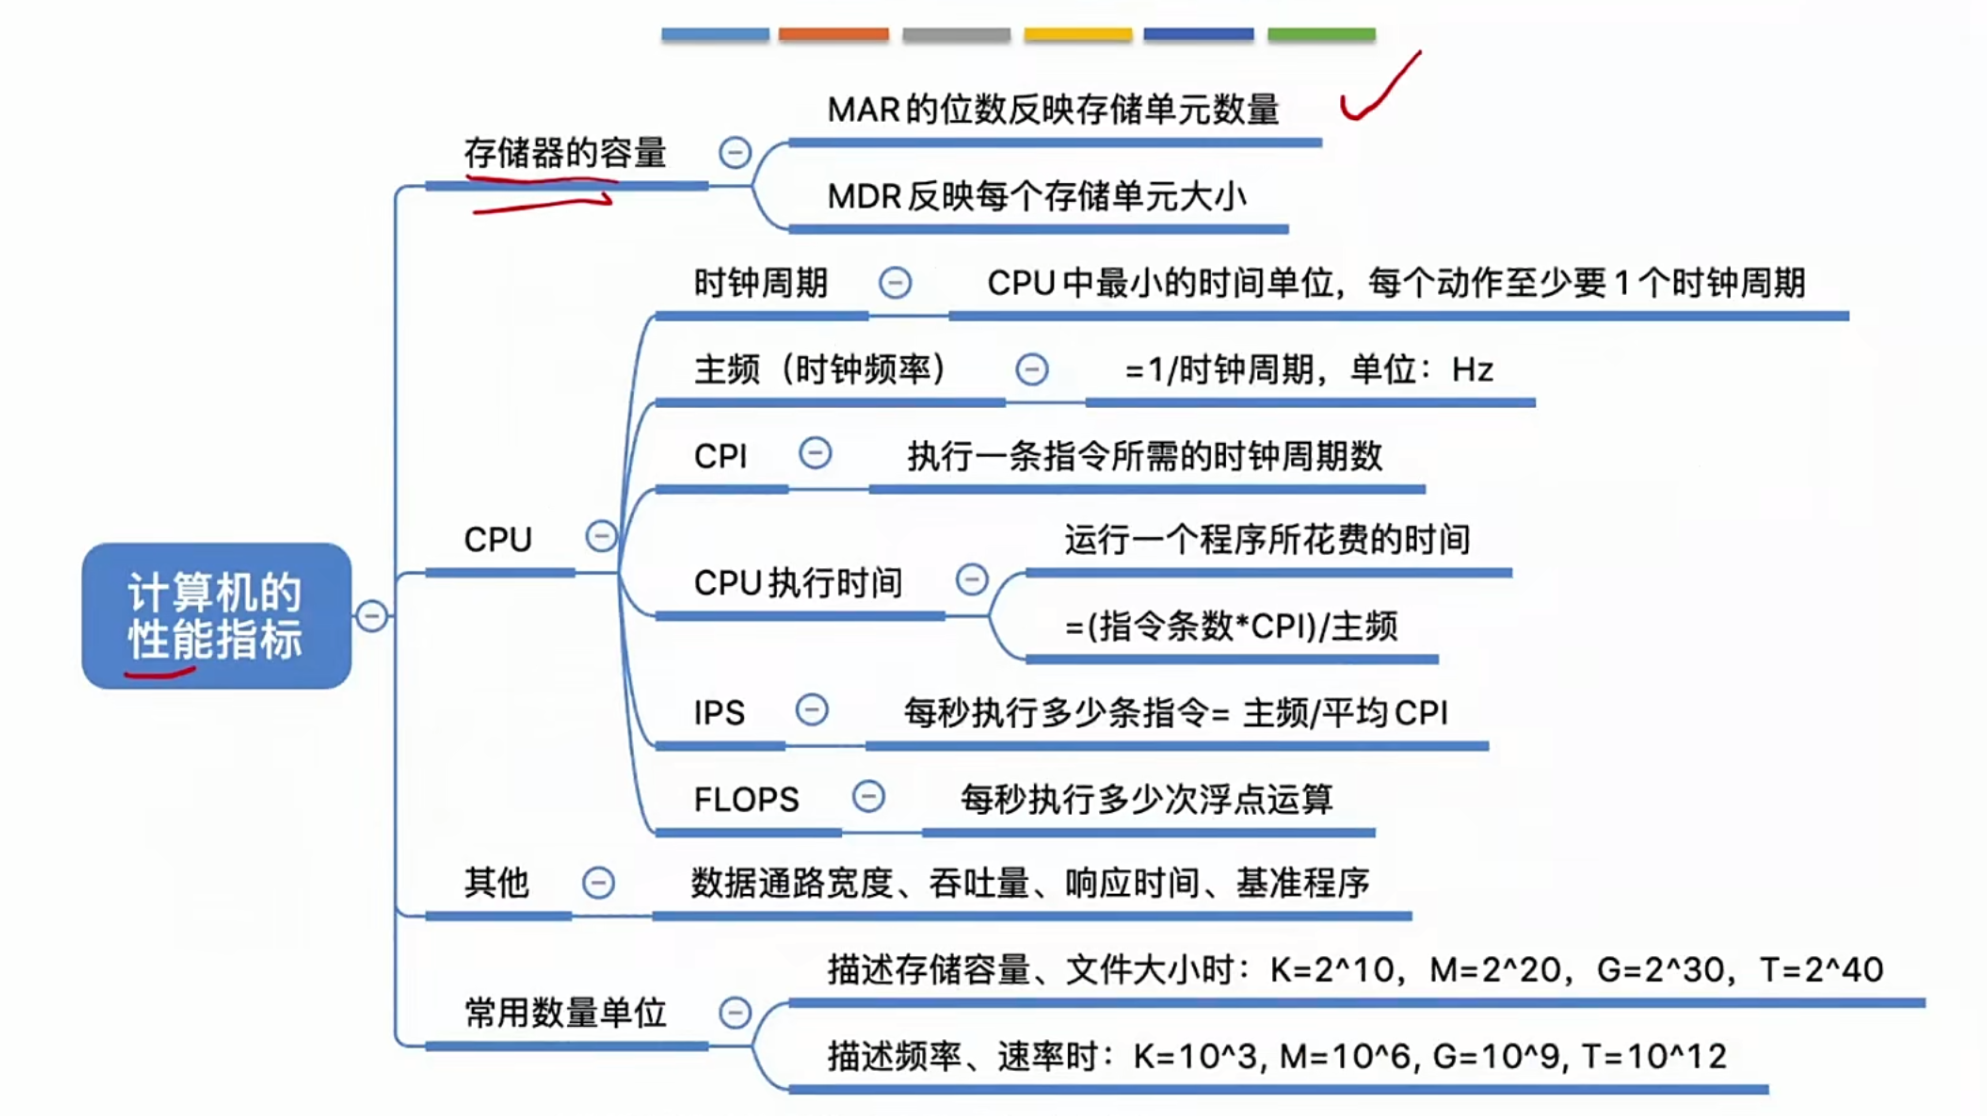 计算机的
性能指标
存储器的容量
MAR的位数反映存储单元数量
MDR反映每个存储单元大小
CPU
时钟周期
CPU中最小的时间单位，每个动作至少要1个时钟周期
主频（时钟频率）
=1/时钟周期，单位：Hz
CPI
执行一条指令所需的时钟周期数
CPU执行时间
运行一个程序所花费的时间
=(指令条数*CPI)/主频
IPS
每秒执行多少条指令= 主频/平均CPI
FLOPS
每秒执行多少次浮点运算
其他
数据通路宽度、吞吐量、响应时间、基准程序
常用数量单位
描述存储容量、文件大小时：K=2^10，M=2^20，G=2^30，T=2^40
描述频率、速率时：K=10^3, M=10^6, G=10^9, T=10^12